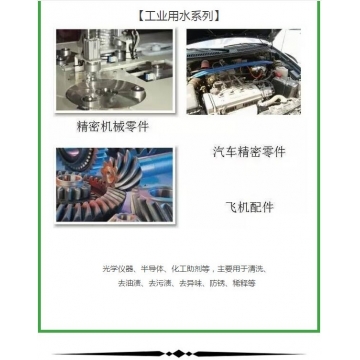 【工业用水系列】
精密机械零件
汽车精密零件
飞机配件
光学仪器、半导体、化工助剂等，主要用于清洗、
去油渍、去污渍、去异味、防锈、稀释等